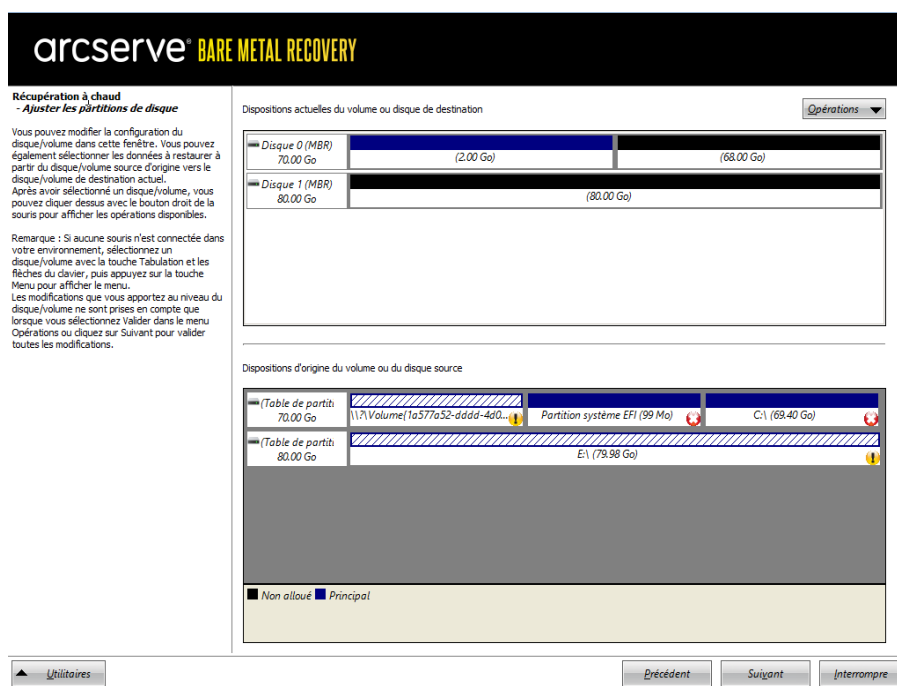 arcserve® BARE METAL RECOVERY
Récupération à chaud
- Ajuster les partitions de disque
Vous pouvez modifier la configuration du
disque/volume dans cette fenêtre. Vous pouvez
également sélectionner les données à restaurer à
partir du disque/volume source d'origine vers le
disque/volume de destination actuel.
Après avoir sélectionné un disque/volume, vous
pouvez cliquer dessus avec le bouton droit de la
souris pour afficher les opérations disponibles.
Remarque : Si aucune souris n'est connectée dans
votre environnement, sélectionnez un
disque/volume avec la touche Tabulation et les
flèches du clavier, puis appuyez sur la touche
Menu pour afficher le menu.
Les modifications que vous apportez au niveau du
disque/volume ne sont prises en compte que
lorsque vous sélectionnez Valider dans le menu
Opérations ou cliquez sur Suivant pour valider
toutes les modifications.
Dispositions actuelles du volume ou disque de destination
Opérations
Disque 0 (MBR)
70.00 Go
(2.00 Go)
(68.00 Go)
Disque 1 (MBR)
80.00 Go
(80.00 Go)
Dispositions d'origine du volume ou du disque source
(Table de partiti
70.00 Go
\\?\Volume{1a577a52-dddd-4d0...
Partition système EFI (99 Mo)
C:\ (69.40 Go)
(Table de partiti
80.00 Go
E:\ (79.98 Go)
Non alloué Principal
Utilitaires
Précédent
Suivant
Interrompre